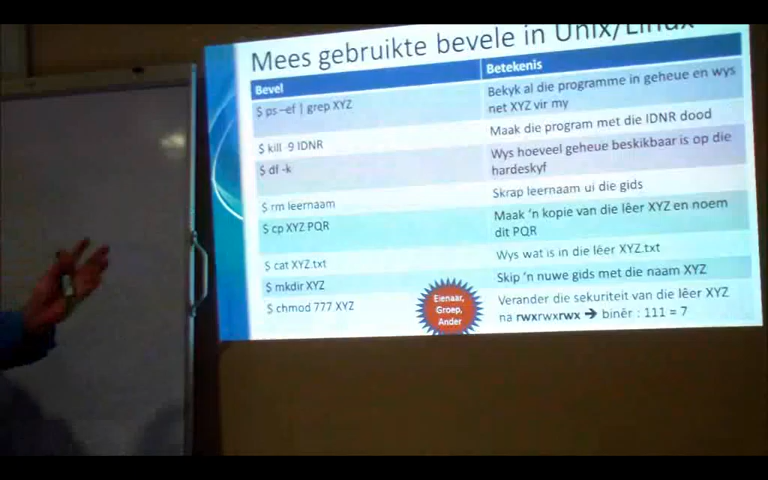 Mees gebruikte bevele in Unix/Linux
Bevel
Betekenis
$ ps –ef | grep XYZ
Bekyk al die programme in geheue en wys
net XYZ vir my
$ kill -9 IDNR
Maak die program met die IDNR dood
$ df -k
Wys hoeveel geheue beskikbaar is op die
hardeskyf
$ rm leernaam
Skrap leernaam ui die gids
$ cp XYZ PQR
Maak 'n kopie van die lêer XYZ en noem
dit PQR
$ cat XYZ.txt
Wys wat is in die lêer XYZ.txt
$ mkdir XYZ
Skip 'n nuwe gids met die naam XYZ
$ chmod 777 XYZ
Eienaar,
Groep,
Ander
Verander die sekuriteit van die lêer XYZ
na rwxrwxrwx ➔ binêr : 111 = 7